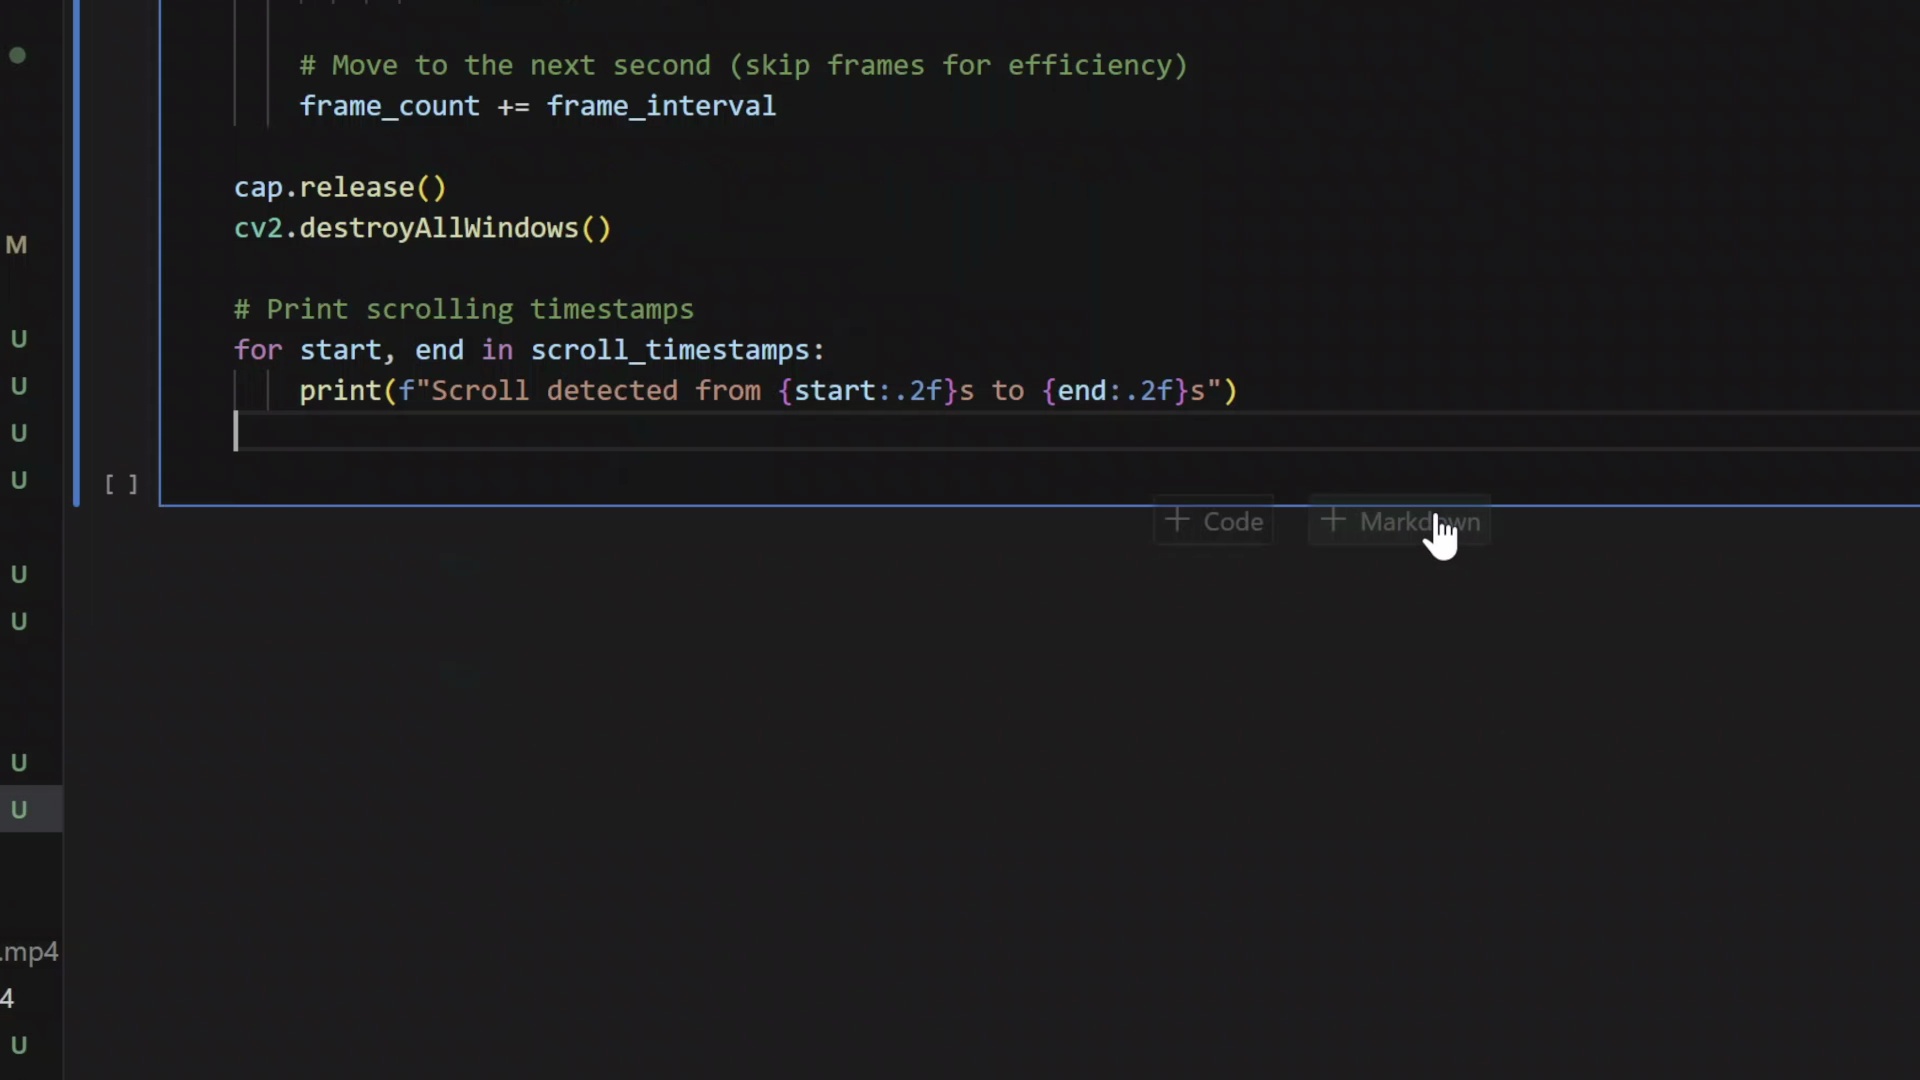 # Move to the next second (skip frames for efficiency)
frame_count += frame_interval
cap.release()
cv2.destroyAllWindows()
M
# Print scrolling timestamps
U
for start, end in scroll_timestamps:
U
print(f"Scroll detected from {start:.2f}s to {end:.2f}s")
U
U
[ ]
+ Code
+ Markdown
U
U
U
U
.mp4
4
U